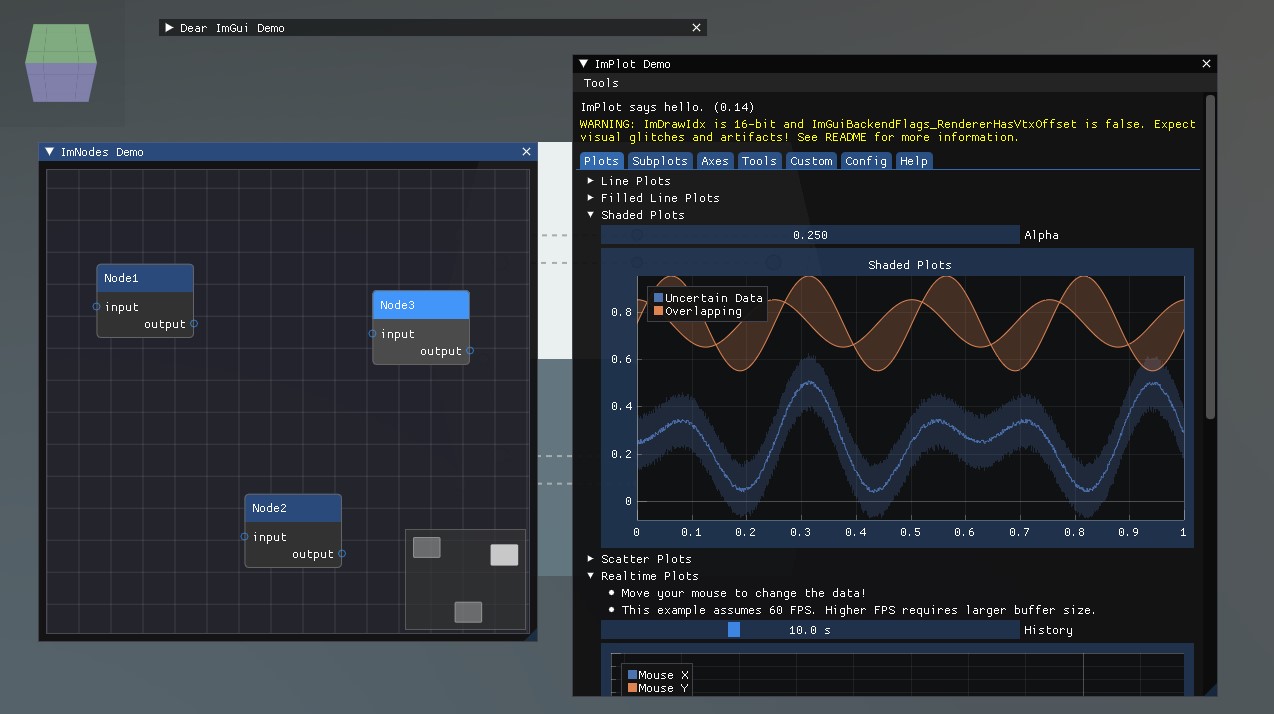 Dear ImGui Demo
ImPlot Demo
Tools
ImPlot says hello. (0.14)
WARNING: ImDrawIdx is 16-bit and ImGuiBackendFlags_RendererHasVtxOffset is false. Expect
visual glitches and artifacts! See README for more information.
Plots Subplots Axes Tools Custom Config Help
Line Plots
Filled Line Plots
Shaded Plots
0.250 Alpha
Shaded Plots
Uncertain Data
Overlapping
0.8
0.6
0.4
0.2
0
0 0.1 0.2 0.3 0.4 0.5 0.6 0.7 0.8 0.9 1
Scatter Plots
Realtime Plots
Move your mouse to change the data!
This example assumes 60 FPS. Higher FPS requires larger buffer size.
10.0 s History
Mouse X
Mouse Y
ImNodes Demo
Node1
input
output
Node3
input
output
Node2
input
output